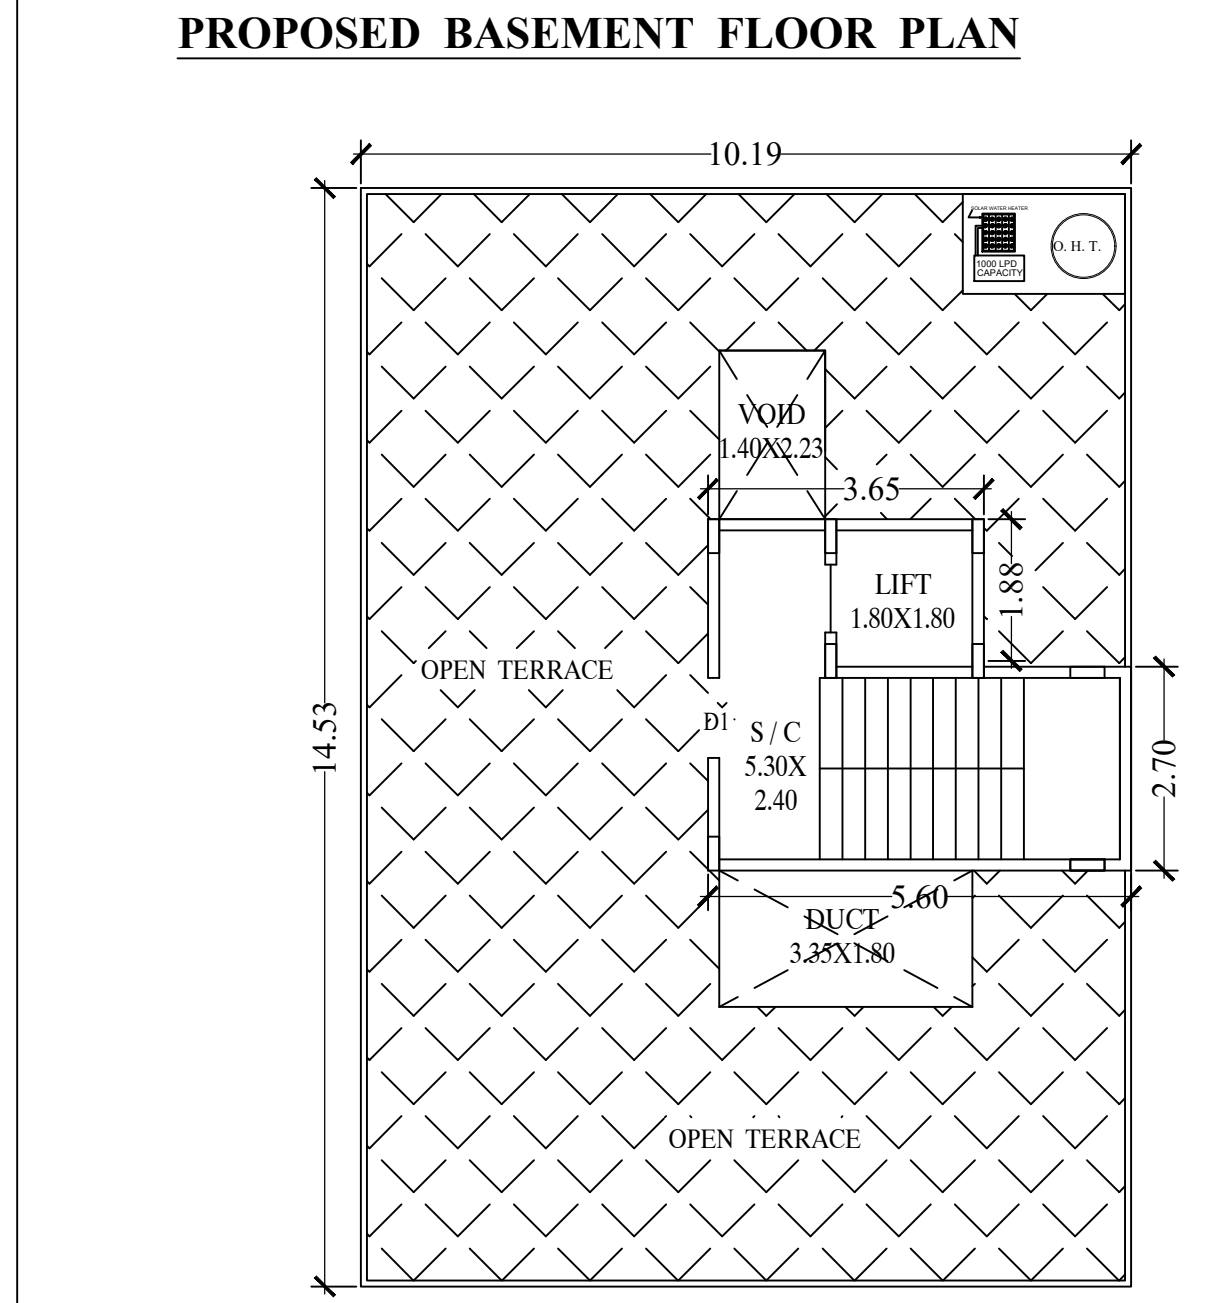 PROPOSED BASEMENT FLOOR PLAN
10.19
SOLAR WATER HEATER
O. H. T.
1000 LPD
CAPACITY
VOID
1.40X2.23
3.65
LIFT
1.80X1.80
1.88
OPEN TERRACE
14.53
D1
S / C
5.30X
2.40
2.70
5.60
DUCT
3.35X1.80
OPEN TERRACE